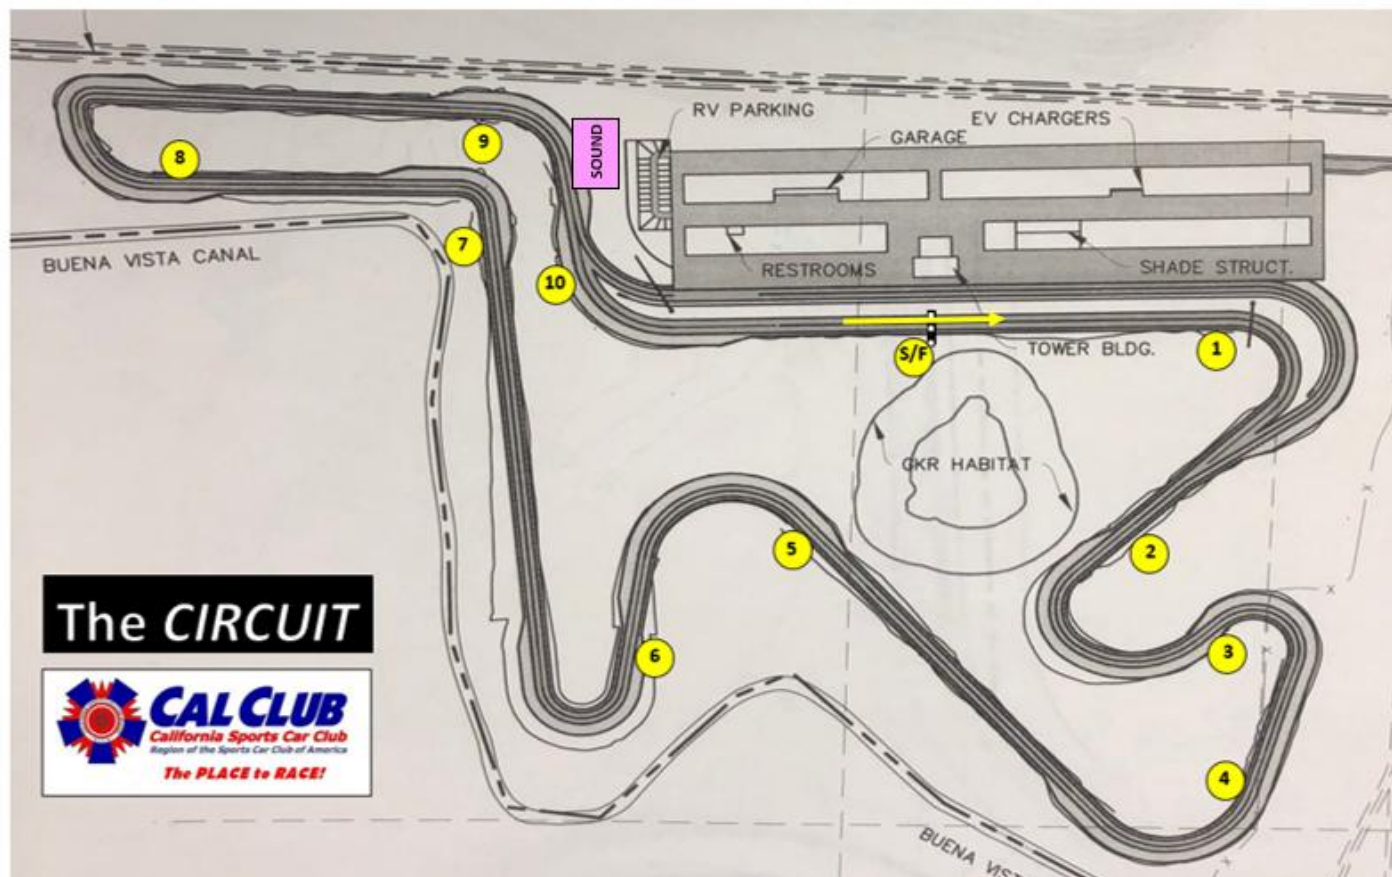 RV PARKING
EV CHARGERS
GARAGE
SOUND
9
8
7
BUENA VISTA CANAL
10
RESTROOMS
SHADE STRUCT.
S/F
TOWER BLDG.
1
GKR HABITAT
5
2
6
3
4
The CIRCUIT
CAL CLUB
California Sports Car Club
Region of the Sports Car Club of America
The PLACE to RACE!
BUENA VIS
x
x
x
x